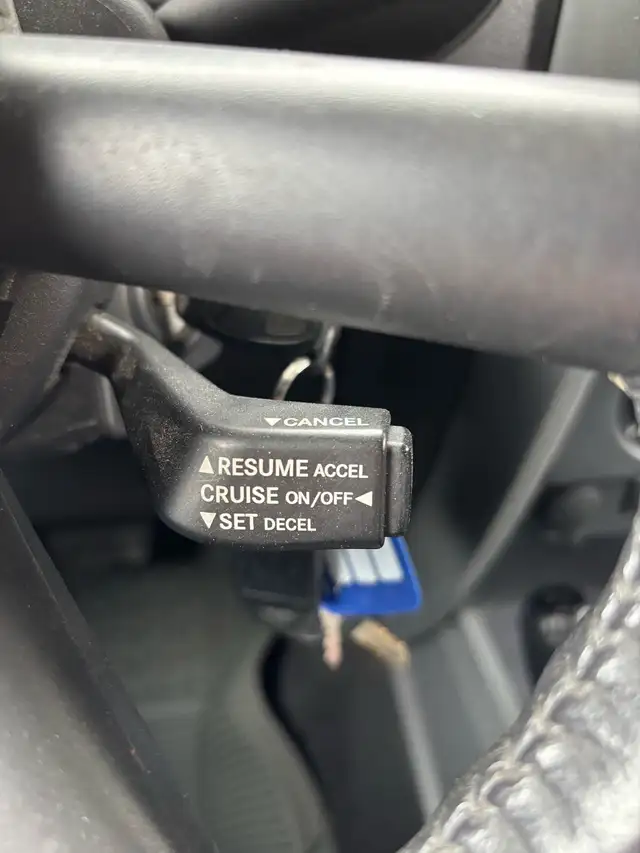 ▼CANCEL
▲RESUME ACCEL
CRUISE ON/OFF◀
▼SET DECEL